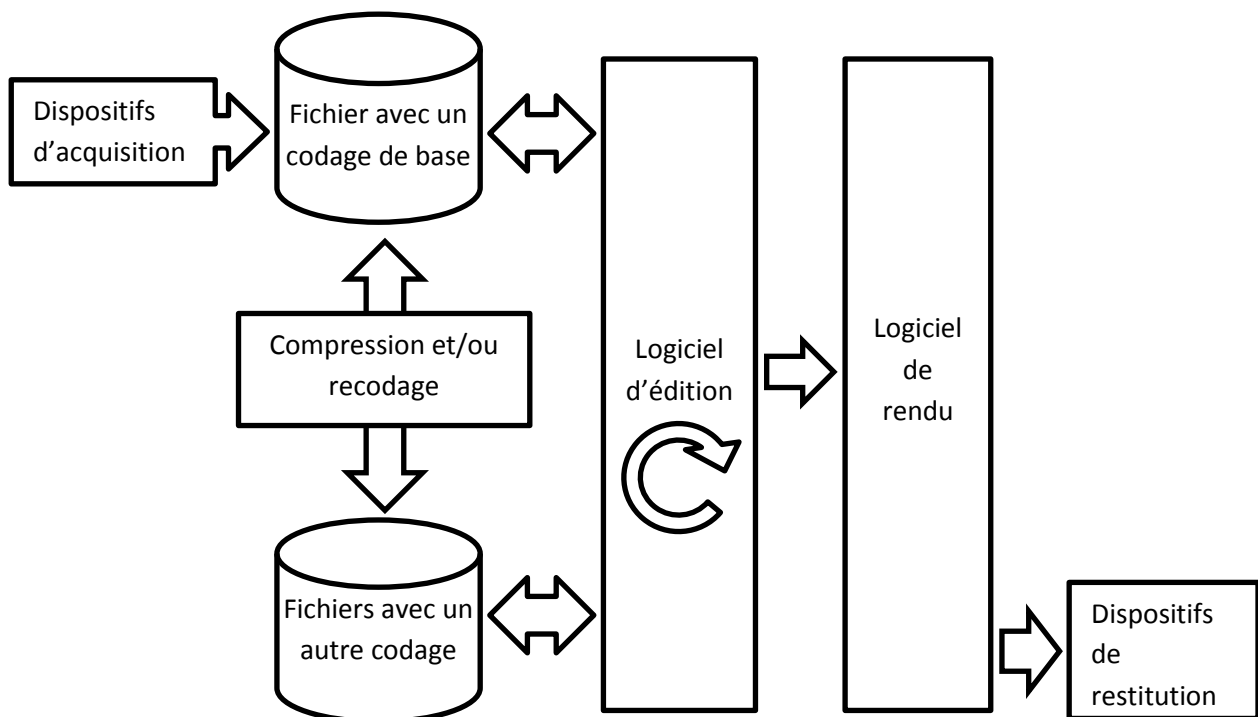 Dispositifs
d’acquisition
Fichier avec un
codage de base
Compression et/ou
recodage
Fichiers avec un
autre codage
Logiciel
d’édition
Logiciel
de
rendu
Dispositifs
de
restitution